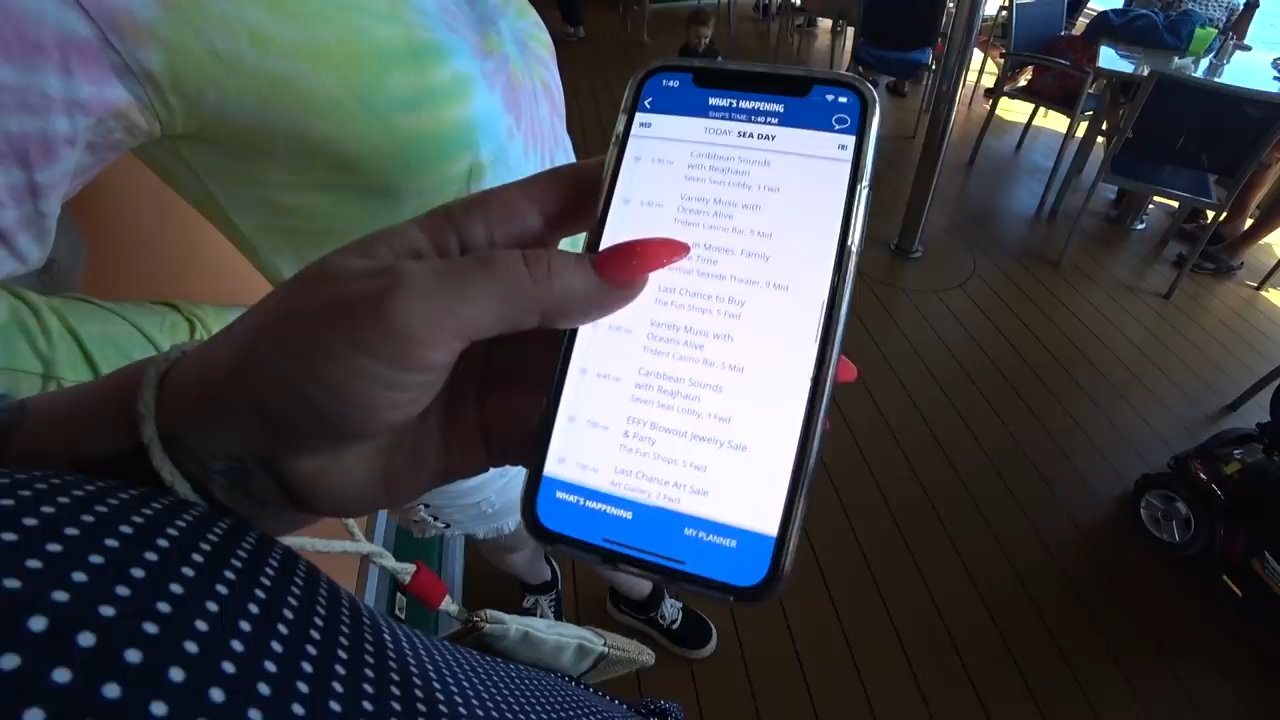 1:40
WHAT'S HAPPENING
SHIP'S TIME: 1:40 PM
WED
TODAY: SEA DAY
FRI
Caribbean Sounds
with Reajhaun
Seven Seas Lobby, 3 Fwd
Variety Music with
Oceans Alive
Trident Casino Bar, 5 Mid
In Movies: Family
Time
Seaside Theater, 9 Mid
Last Chance to Buy
The Fun Shops, 5 Fwd
Variety Music with
Oceans Alive
Trident Casino Bar, 5 Mid
Caribbean Sounds
with Reajhaun
Seven Seas Lobby, 3 Fwd
EFFY Blowout Jewelry Sale
& Party
The Fun Shops, 5 Fwd
Last Chance Art Sale
Art Gallery, 2 Fwd
WHAT'S HAPPENING
MY PLANNER